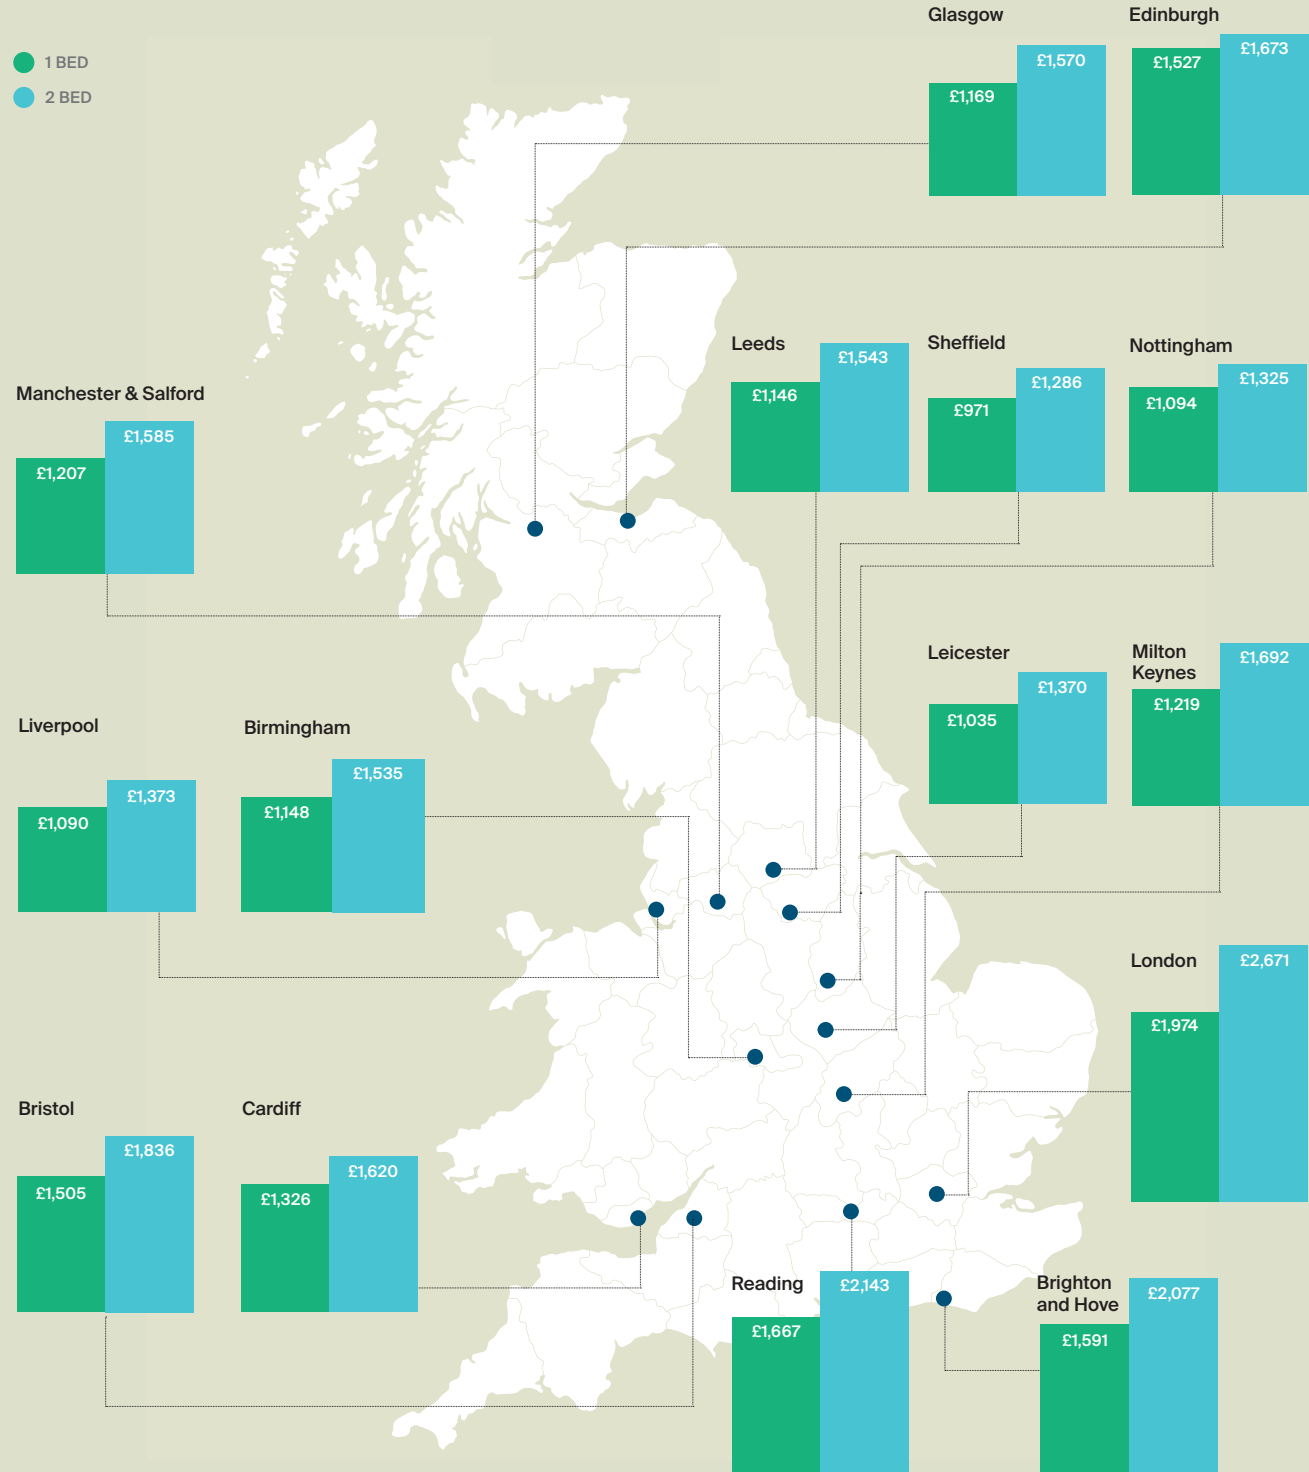 Glasgow
Edinburgh
1 BED
2 BED
£1,169
£1,570
£1,527
£1,673
Leeds
£1,146
£1,543
Sheffield
£971
£1,286
Nottingham
£1,094
£1,325
Manchester & Salford
£1,207
£1,585
Leicester
£1,035
£1,370
Milton
Keynes
£1,219
£1,692
Liverpool
£1,090
£1,373
Birmingham
£1,148
£1,535
London
£1,974
£2,671
Bristol
£1,505
£1,836
Cardiff
£1,326
£1,620
Reading
£1,667
£2,143
Brighton
and Hove
£1,591
£2,077